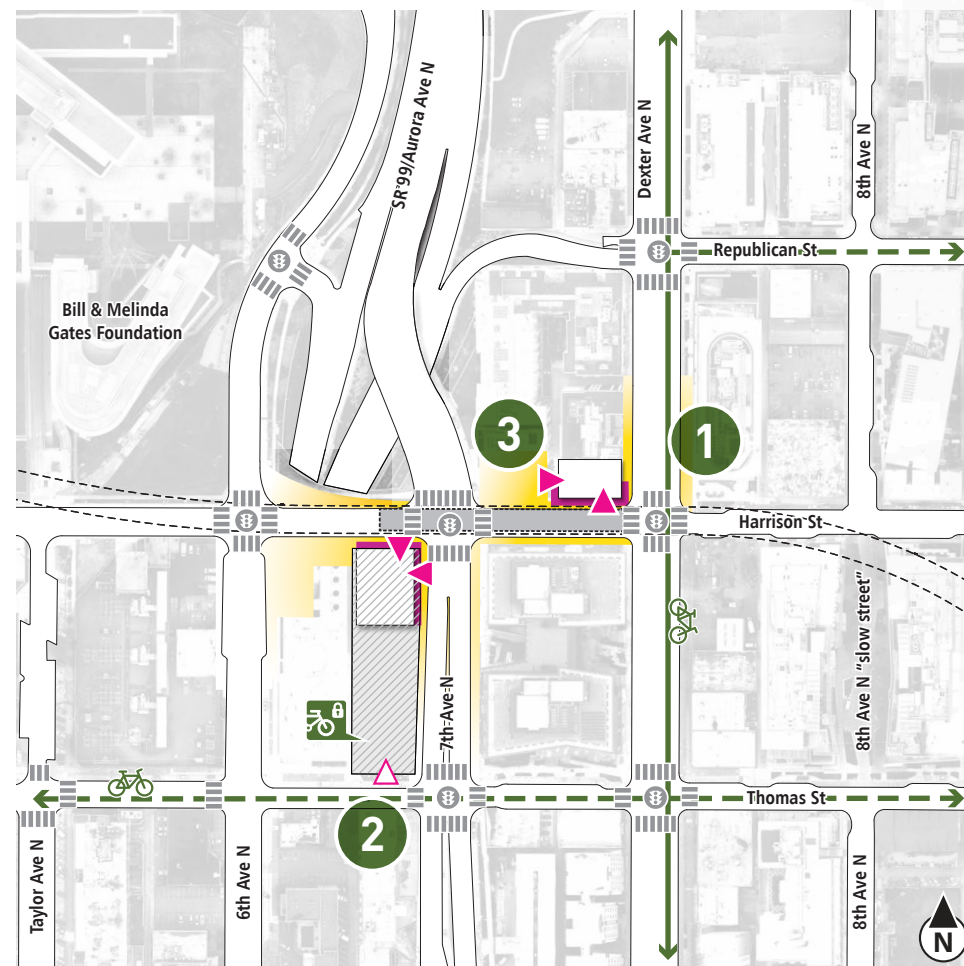 SR 99/Aurora Ave N
Dexter Ave N
8th Ave N
Republican St
Bill & Melinda
Gates Foundation
3
1
Harrison St
8th Ave N "slow street"
7th Ave N
Thomas St
2
Taylor Ave N
6th Ave N
8th Ave N
N